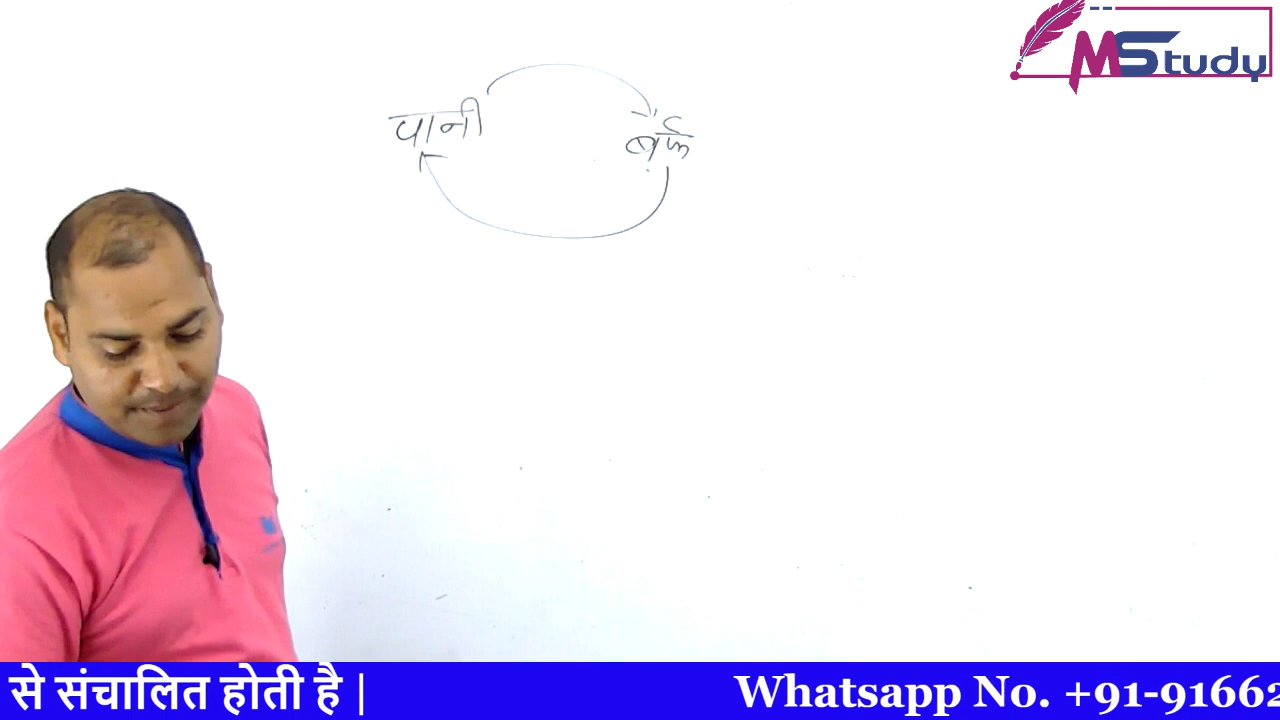 MStudy
पानी
बर्फ
से संचालित होती है | Whatsapp No. +91-91662